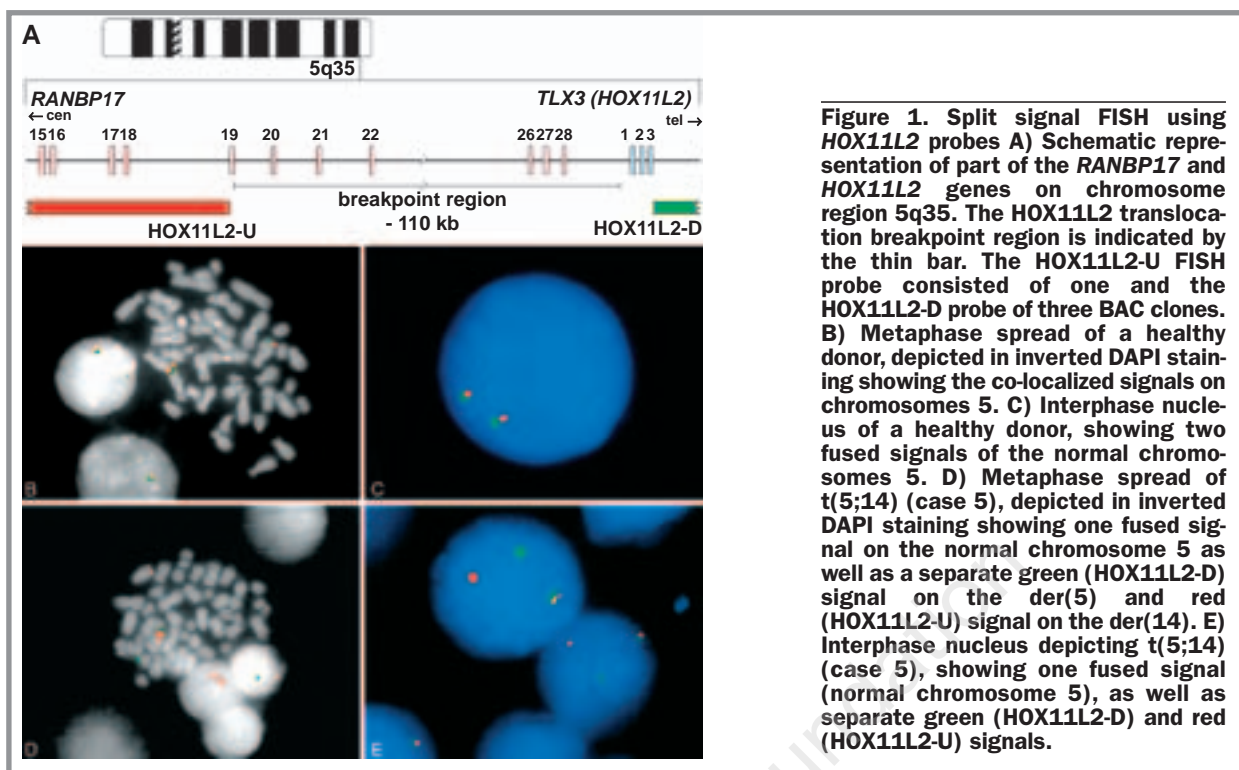 A
5q35
RANBP17 TLX3 (HOX11L2)
← cen tel →
1516 1718 19 20 21 22 26 27 28 1 2 3
breakpoint region
- 110 kb
HOX11L2-U HOX11L2-D
B
C
D
E
Figure 1. Split signal FISH using
HOX11L2 probes A) Schematic repre-
sentation of part of the RANBP17 and
HOX11L2 genes on chromosome
region 5q35. The HOX11L2 transloca-
tion breakpoint region is indicated by
the thin bar. The HOX11L2-U FISH
probe consisted of one and the
HOX11L2-D probe of three BAC clones.
B) Metaphase spread of a healthy
donor, depicted in inverted DAPI stain-
ing showing the co-localized signals on
chromosomes 5. C) Interphase nucle-
us of a healthy donor, showing two
fused signals of the normal chromo-
somes 5. D) Metaphase spread of
t(5;14) (case 5), depicted in inverted
DAPI staining showing one fused sig-
nal on the normal chromosome 5 as
well as a separate green (HOX11L2-D)
signal on the der(5) and red
(HOX11L2-U) signal on the der(14). E)
Interphase nucleus depicting t(5;14)
(case 5), showing one fused signal
(normal chromosome 5), as well as
separate green (HOX11L2-D) and red
(HOX11L2-U) signals.